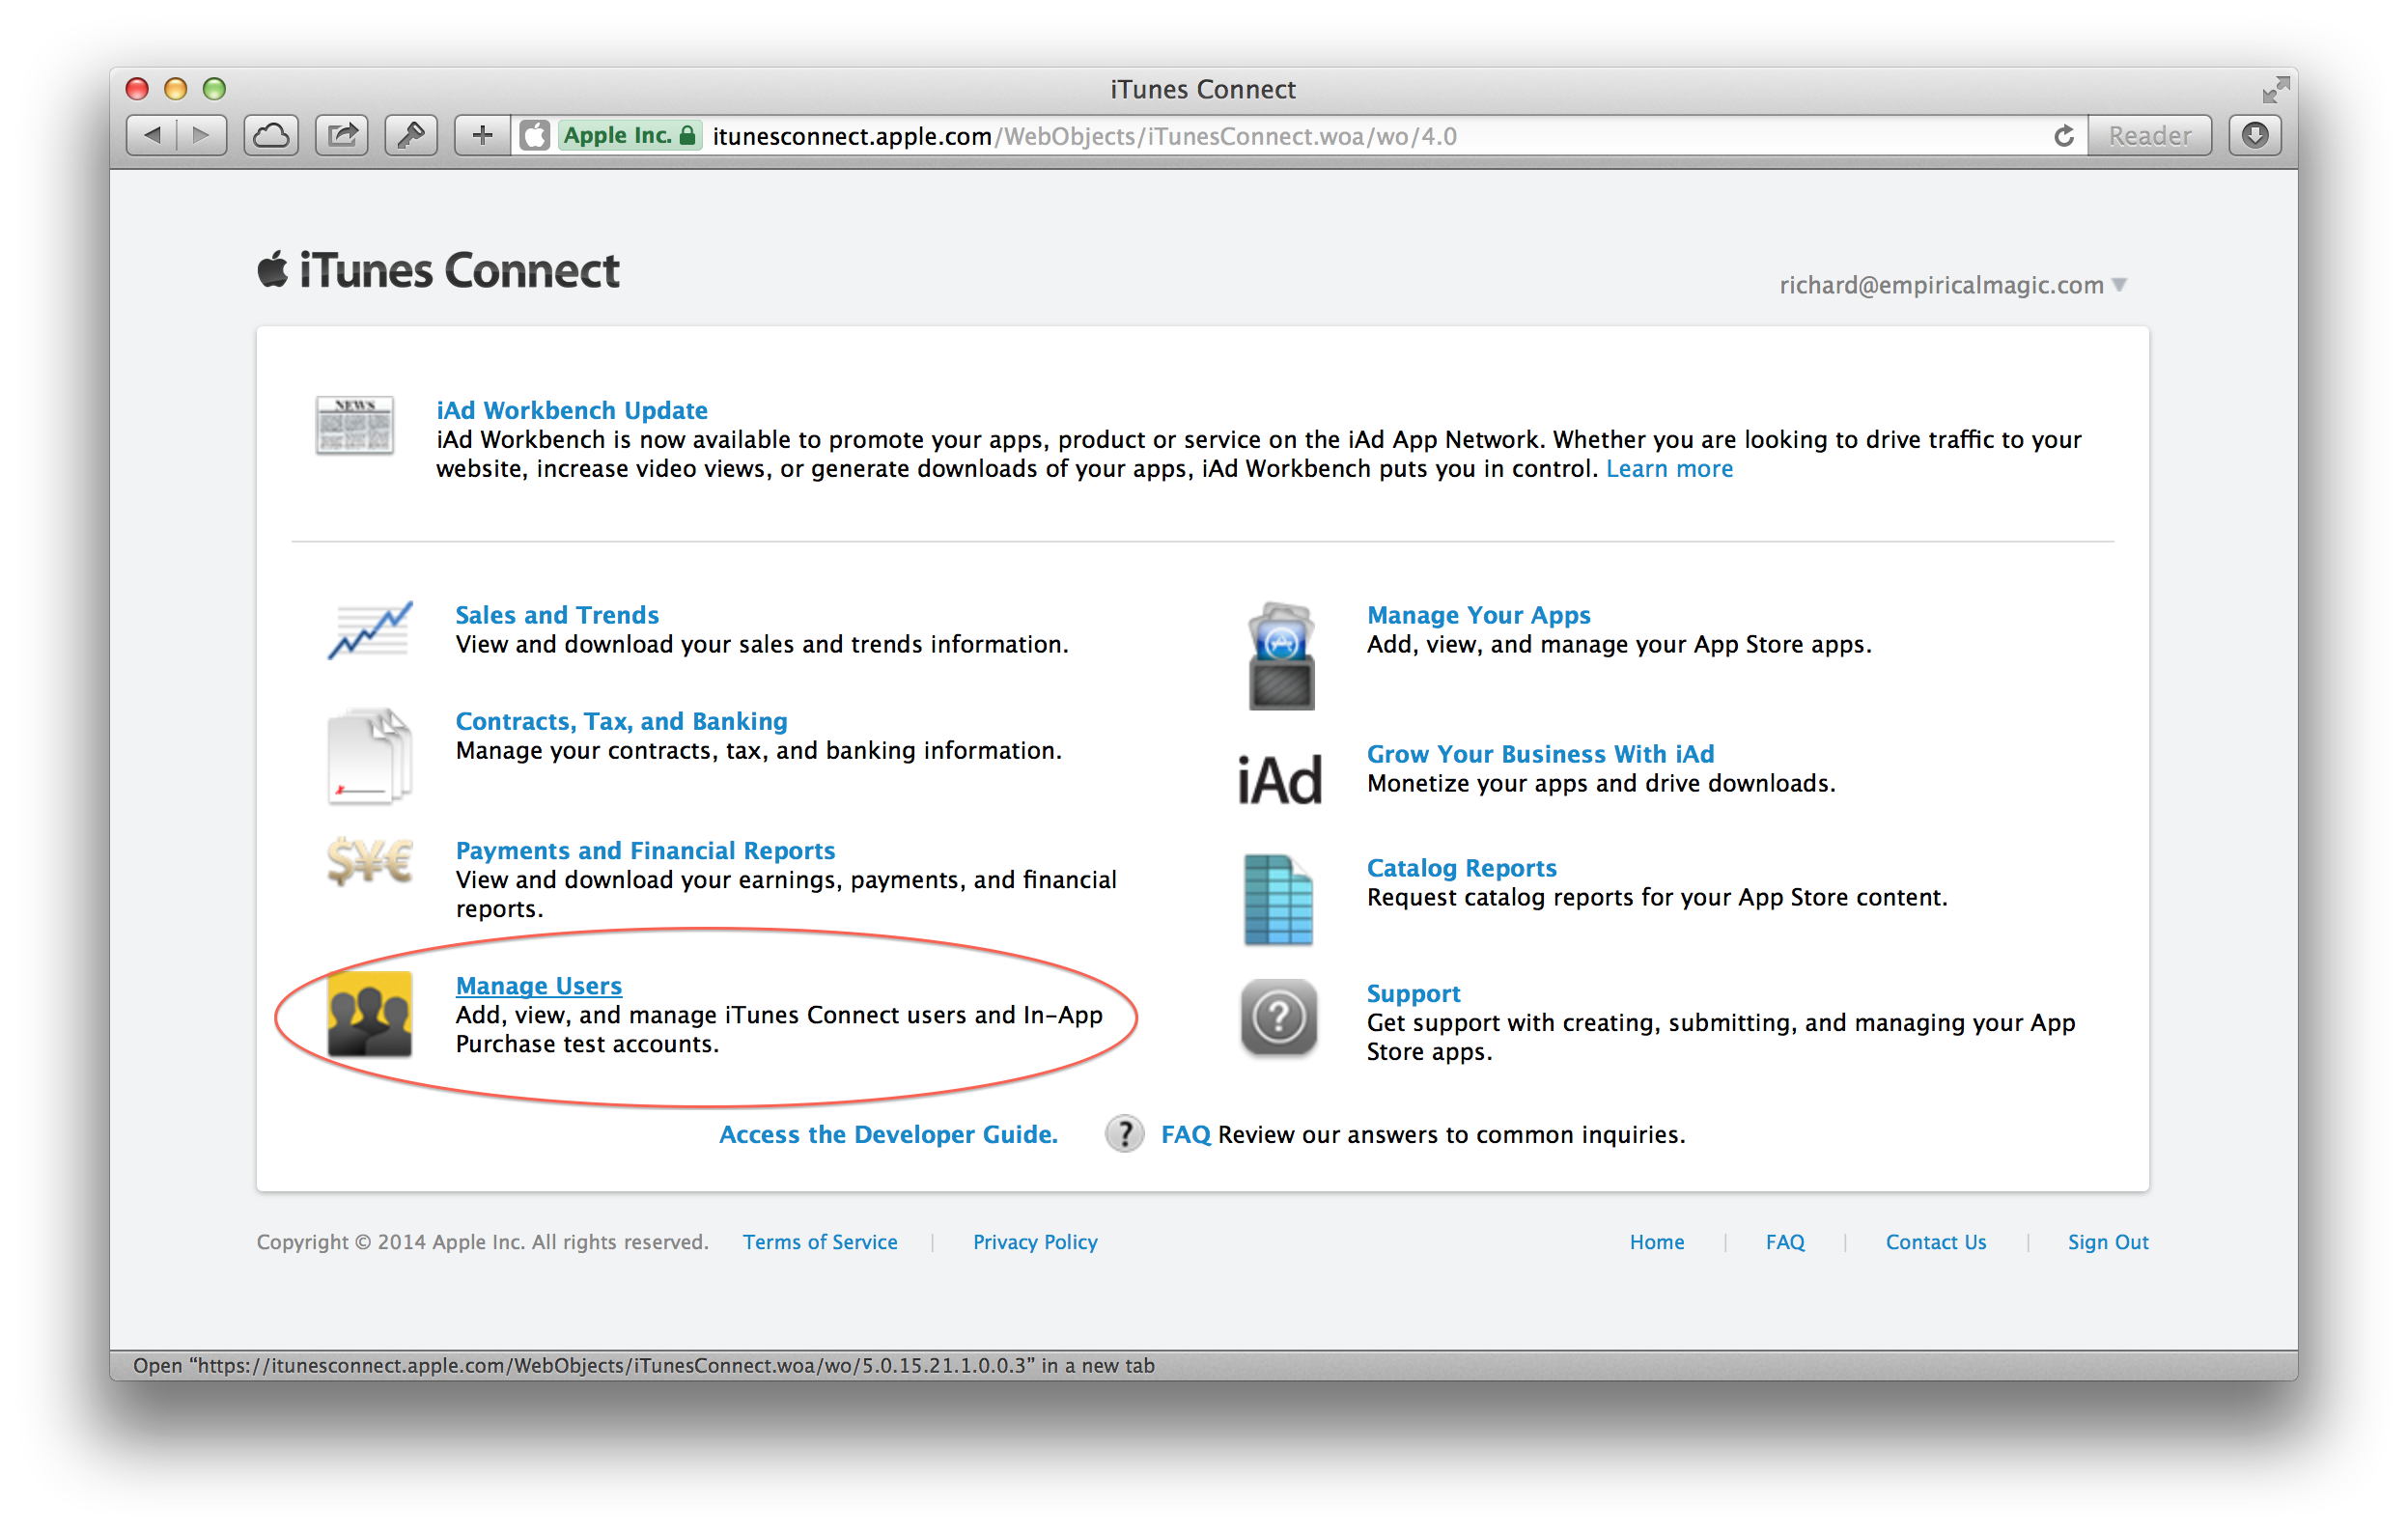 iTunes Connect
Apple Inc. itunesconnect.apple.com/WebObjects/iTunesConnect.woa/wo/4.0
Reader
iTunes Connect
richard@empiricalmagic.com
NEWS
iAd Workbench Update
iAd Workbench is now available to promote your apps, product or service on the iAd App Network. Whether you are looking to drive traffic to your
website, increase video views, or generate downloads of your apps, iAd Workbench puts you in control. Learn more
Sales and Trends
View and download your sales and trends information.
Contracts, Tax, and Banking
Manage your contracts, tax, and banking information.
$¥€
Payments and Financial Reports
View and download your earnings, payments, and financial
reports.
Manage Users
Add, view, and manage iTunes Connect users and In-App
Purchase test accounts.
Manage Your Apps
Add, view, and manage your App Store apps.
iAd
Grow Your Business With iAd
Monetize your apps and drive downloads.
Catalog Reports
Request catalog reports for your App Store content.
?
Support
Get support with creating, submitting, and managing your App
Store apps.
Access the Developer Guide.
? FAQ Review our answers to common inquiries.
Copyright © 2014 Apple Inc. All rights reserved. Terms of Service | Privacy Policy
Home | FAQ | Contact Us | Sign Out
Open “https://itunesconnect.apple.com/WebObjects/iTunesConnect.woa/wo/5.0.15.21.1.0.0.3” in a new tab